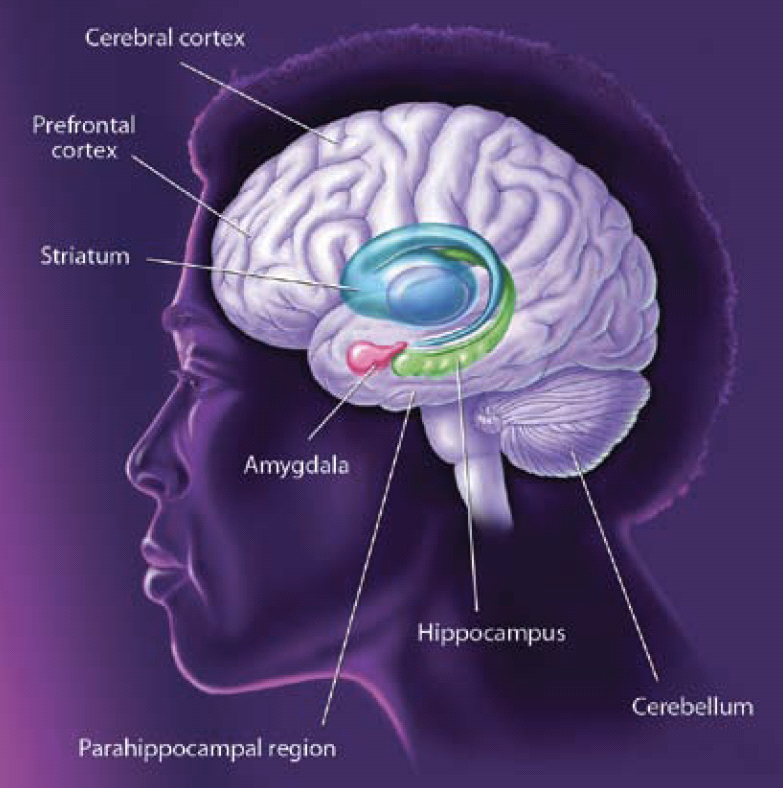 Cerebral cortex
Prefrontal
cortex
Striatum
Amygdala
Hippocampus
Cerebellum
Parahippocampal region